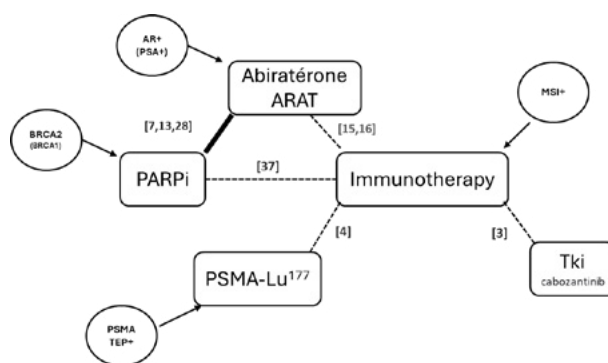 AR+
(PSA+)
Abiratérone
ARAT
MSI+
[7,13,28]
[15,16]
BRCA2
(BRCA1)
PARPi
[37]
Immunotherapy
[4]
[3]
PSMA-Lu¹⁷⁷
Tki
cabozantinib
PSMA
TEP+